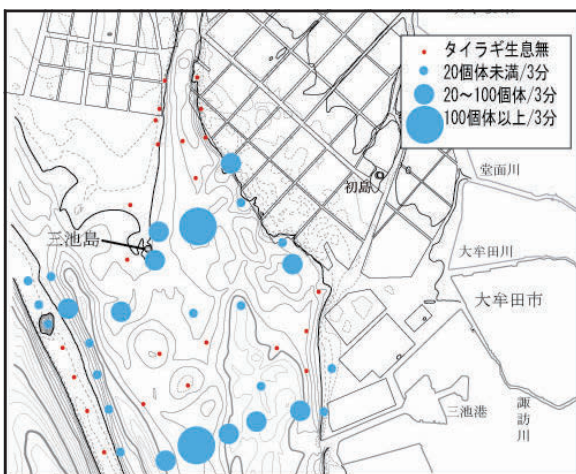 タイラギ生息無
20個体未満/3分
20～100個体/3分
100個体以上/3分
堂面川
初島
三池島
大牟田川
大牟田市
三池港
諏訪川